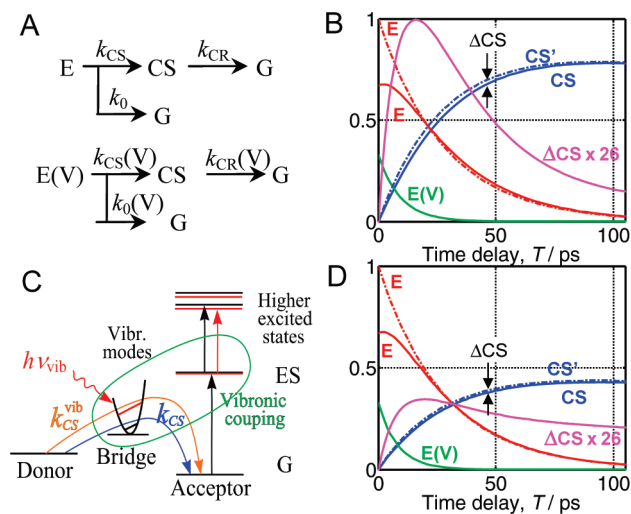 A
E k_CS CS k_CR G
k_0 G
E(V) k_CS(V) CS k_CR(V) G
k_0(V) G
B
1
0.5
0
E
E
E(V)
ΔCS
CS'
CS
ΔCS x 26
0 50 100
Time delay, T / ps
C
hν_vib
Vibr.
modes
k_CS^vib
k_CS
Donor
Bridge
Acceptor
Higher
excited
states
ES
Vibronic
coupling
G
D
1
0.5
0
E
E
E(V)
ΔCS
CS'
CS
ΔCS x 26
0 50 100
Time delay, T / ps